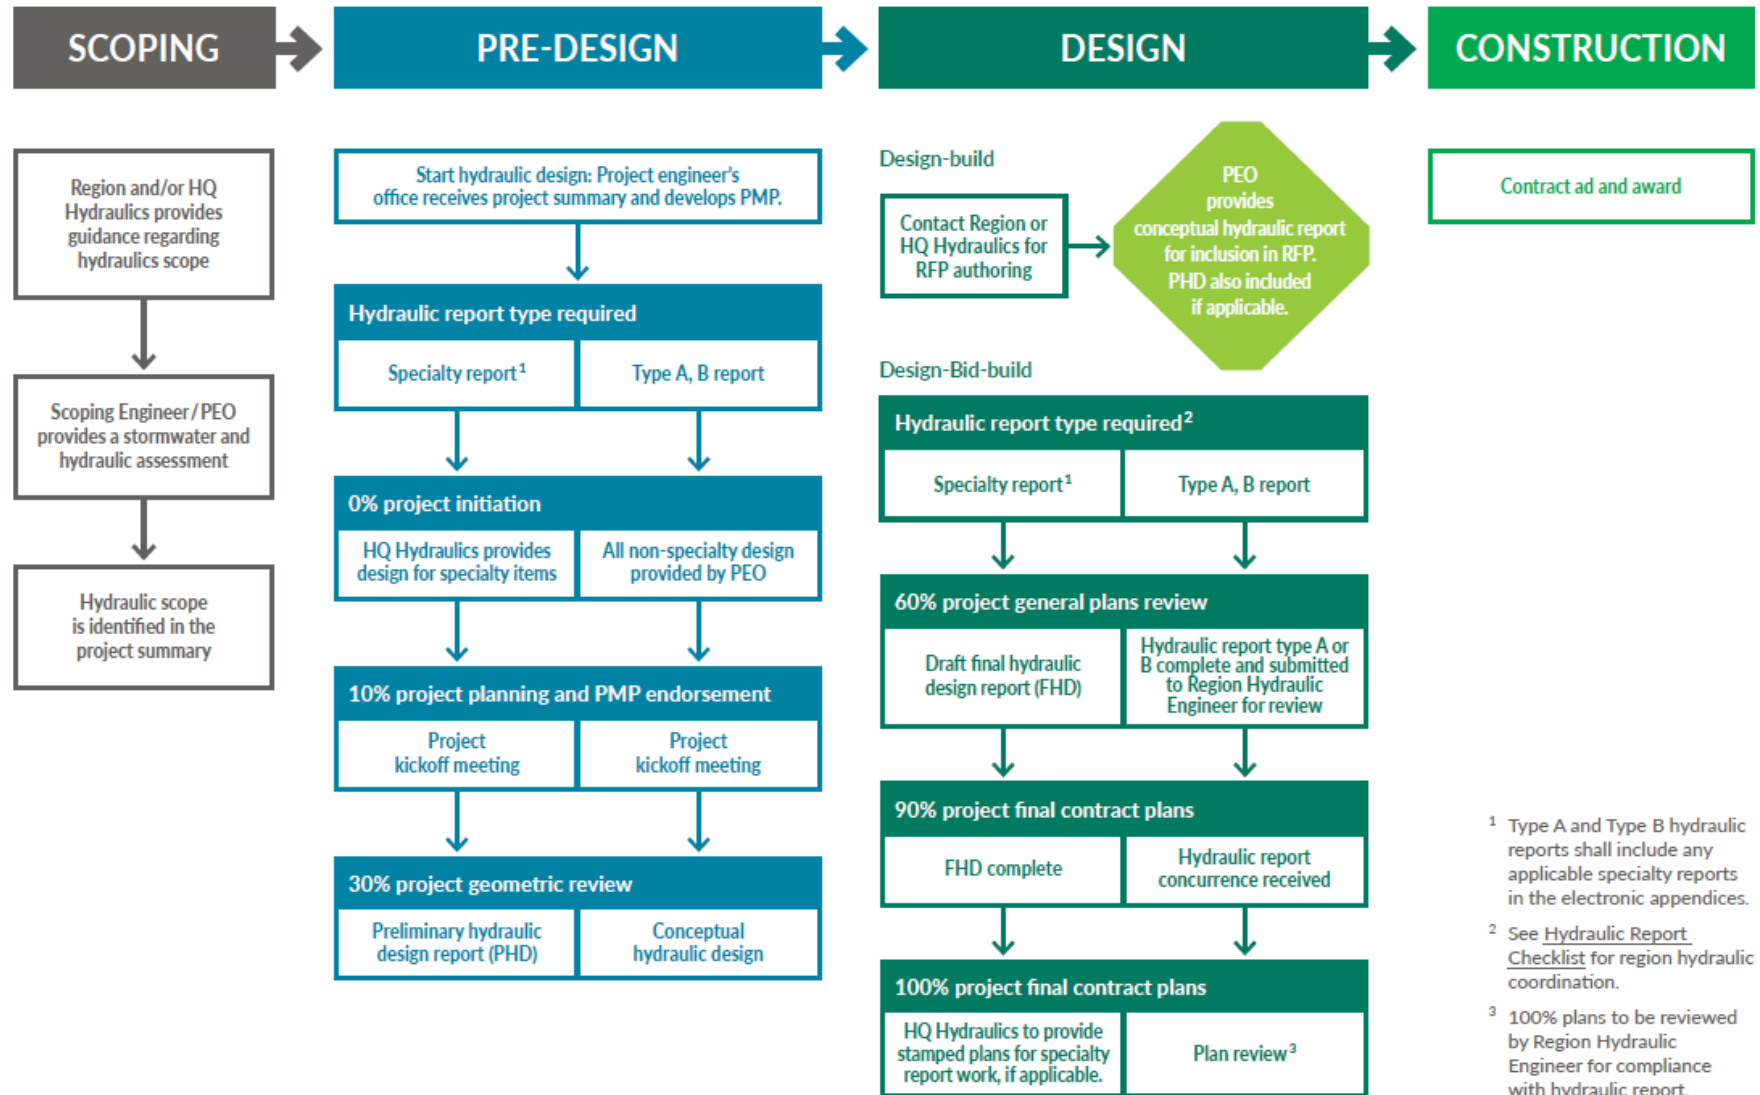 SCOPING
PRE-DESIGN
DESIGN
CONSTRUCTION
Region and/or HQ
Hydraulics provides
guidance regarding
hydraulics scope
Scoping Engineer/PEO
provides a stormwater and
hydraulic assessment
Hydraulic scope
is identified in the
project summary
Start hydraulic design: Project engineer's
office receives project summary and develops PMP.
Hydraulic report type required
Specialty report¹
Type A, B report
0% project initiation
HQ Hydraulics provides
design for specialty items
All non-specialty design
provided by PEO
10% project planning and PMP endorsement
Project
kickoff meeting
Project
kickoff meeting
30% project geometric review
Preliminary hydraulic
design report (PHD)
Conceptual
hydraulic design
Design-build
Contact Region or
HQ Hydraulics for
RFP authoring
PEO
provides
conceptual hydraulic report
for inclusion in RFP.
PHD also included
if applicable.
Design-Bid-build
Hydraulic report type required²
Specialty report¹
Type A, B report
60% project general plans review
Draft final hydraulic
design report (FHD)
Hydraulic report type A or
B complete and submitted
to Region Hydraulic
Engineer for review
90% project final contract plans
FHD complete
Hydraulic report
concurrence received
100% project final contract plans
HQ Hydraulics to provide
stamped plans for specialty
report work, if applicable.
Plan review³
Contract ad and award
¹ Type A and Type B hydraulic
reports shall include any
applicable specialty reports
in the electronic appendices.
² See Hydraulic Report
Checklist for region hydraulic
coordination.
³ 100% plans to be reviewed
by Region Hydraulic
Engineer for compliance
with hydraulic report.